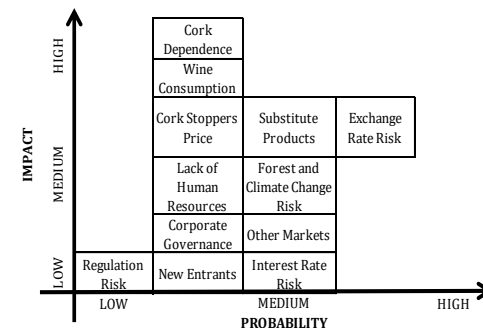 IMPACT
HIGH
MEDIUM
LOW
Cork
Dependence
Wine
Consumption
Cork Stoppers
Price
Substitute
Products
Exchange
Rate Risk
Lack of
Human
Resources
Forest and
Climate Change
Risk
Corporate
Governance
Other Markets
Regulation
Risk
New Entrants
Interest Rate
Risk
LOW
MEDIUM
HIGH
PROBABILITY